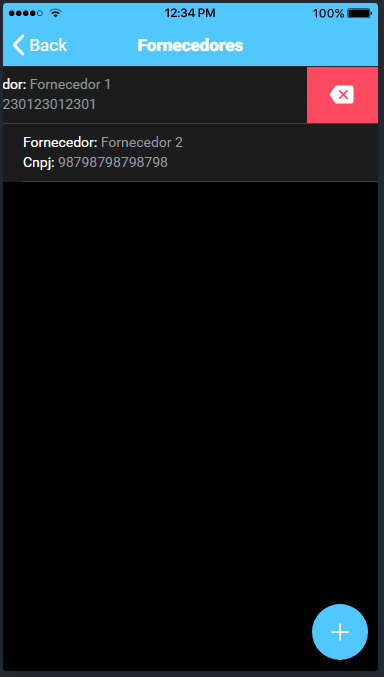 12:34 PM 100%
Back Fornecedores
dor: Fornecedor 1
230123012301
Fornecedor: Fornecedor 2
Cnpj: 98798798798798